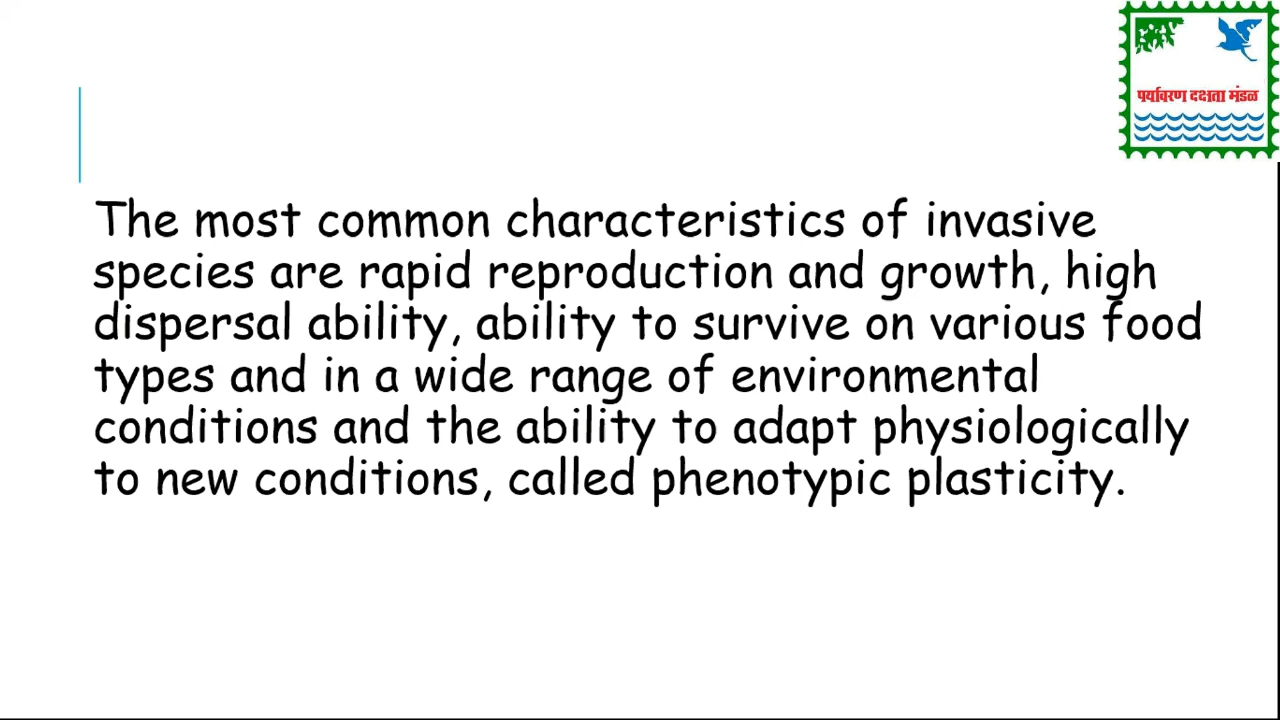 पर्यावरण दक्षता मंडळ
The most common characteristics of invasive
species are rapid reproduction and growth, high
dispersal ability, ability to survive on various food
types and in a wide range of environmental
conditions and the ability to adapt physiologically
to new conditions, called phenotypic plasticity.